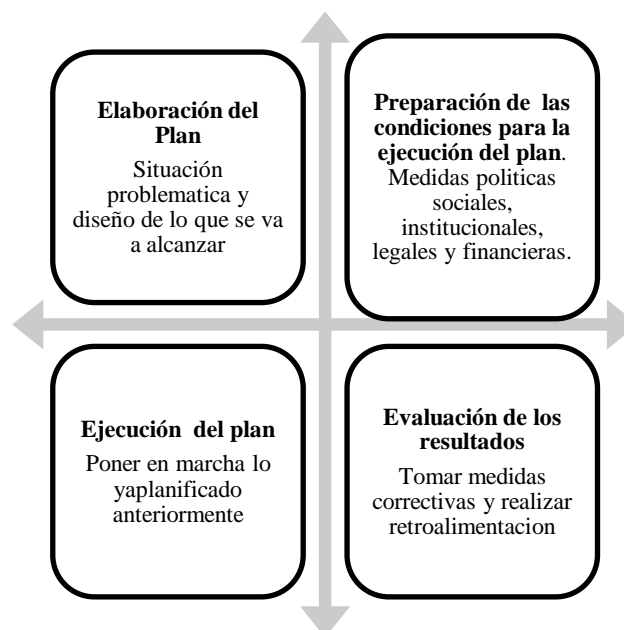 Elaboración del
Plan
Situación
problematica y
diseño de lo que se va
a alcanzar
Preparación de las
condiciones para la
ejecución del plan.
Medidas politicas
sociales,
institucionales,
legales y financieras.
Ejecución del plan
Poner en marcha lo
yaplanificado
anteriormente
Evaluación de los
resultados
Tomar medidas
correctivas y realizar
retroalimentacion